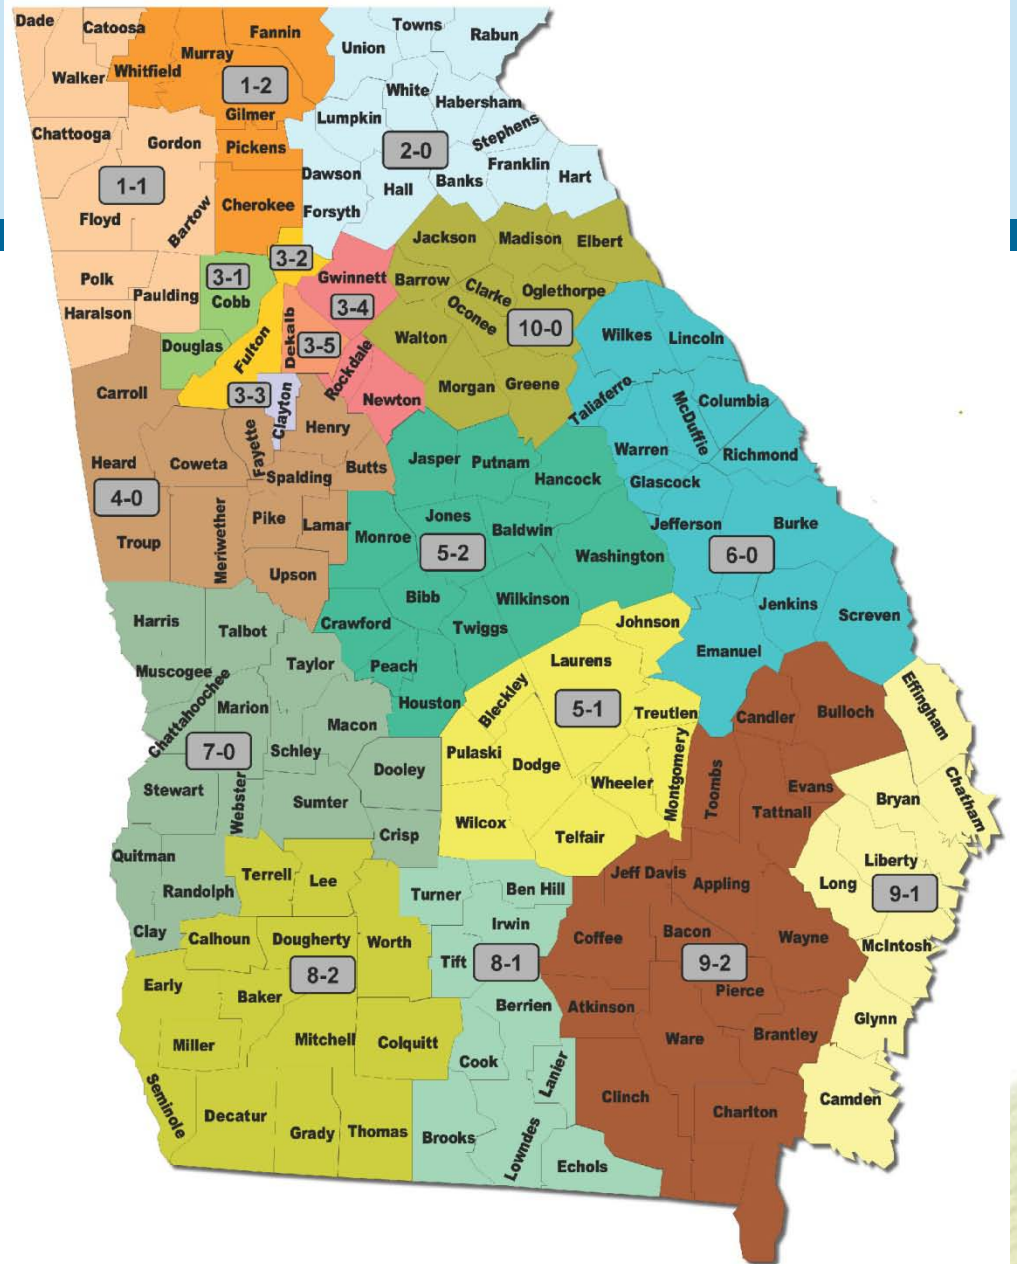 Dade
Catoosa
Fannin
Towns
Rabun
Union
Murray
Whitfield
Walker
1-2
White
Habersham
Gilmer
Lumpkin
Stephens
Chattooga
Gordon
Pickens
2-0
Franklin
Hart
Dawson
Banks
Hall
1-1
Cherokee
Forsyth
Floyd
Bartow
Jackson
Madison
Elbert
3-2
Polk
3-1
Cobb
Gwinnett
Barrow
Clarke
Oglethorpe
Paulding
3-4
Oconee
Haralson
10-0
Wilkes
Lincoln
Douglas
Fulton
Dekalb
3-5
Walton
Rockdale
Carroll
3-3
Clayton
Newton
Morgan
Greene
Taliaferro
McDuffie
Columbia
Fayette
Henry
Warren
Richmond
Heard
Coweta
Spalding
Butts
Jasper
Putnam
Hancock
Glascock
4-0
Pike
Lamar
Jones
Baldwin
Jefferson
Burke
Troup
Meriwether
Monroe
5-2
Washington
6-0
Upson
Bibb
Wilkinson
Jenkins
Screven
Harris
Talbot
Crawford
Twiggs
Johnson
Emanuel
Muscogee
Taylor
Peach
Laurens
Chattahoochee
Marion
Houston
Bleckley
5-1
Treutlen
Candler
Bulloch
Effingham
Macon
7-0
Schley
Pulaski
Dodge
Montgomery
Toombs
Dooley
Wheeler
Evans
Chatham
Stewart
Webster
Sumter
Tattnall
Bryan
Wilcox
Telfair
Crisp
Quitman
Liberty
Terrell
Lee
Jeff Davis
Appling
Long
9-1
Randolph
Turner
Ben Hill
Clay
Irwin
Calhoun
Dougherty
Worth
Coffee
Bacon
Wayne
McIntosh
8-2
Tift
8-1
9-2
Early
Baker
Pierce
Berrien
Atkinson
Glynn
Miller
Mitchell
Colquitt
Ware
Brantley
Cook
Lanier
Seminole
Clinch
Camden
Decatur
Charlton
Grady
Thomas
Brooks
Lowndes
Echols